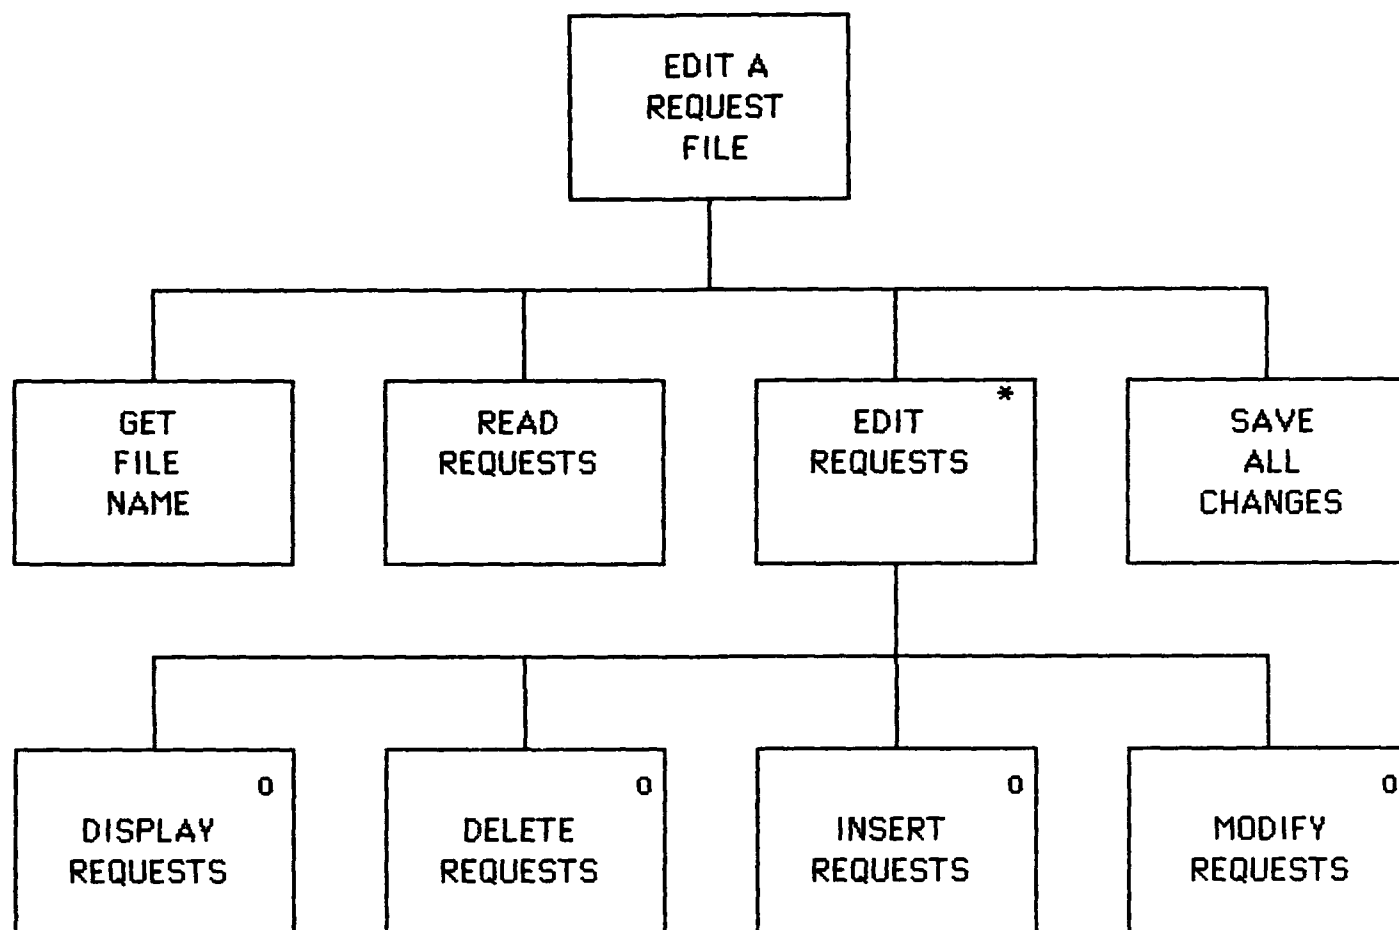 EDIT A
REQUEST
FILE
GET
FILE
NAME
READ
REQUESTS
*
EDIT
REQUESTS
SAVE
ALL
CHANGES
o
DISPLAY
REQUESTS
o
DELETE
REQUESTS
o
INSERT
REQUESTS
o
MODIFY
REQUESTS